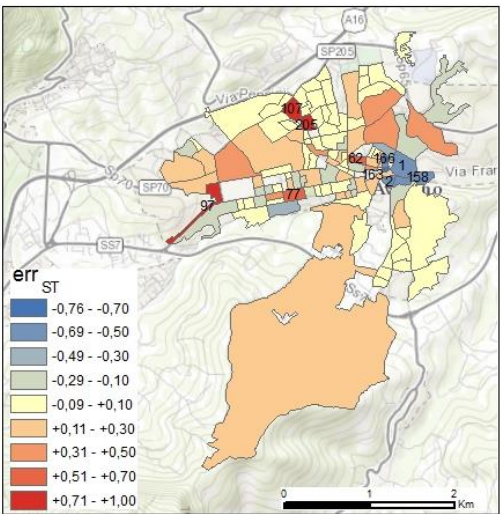 A16
SP205
Sp65
Via Pe
107
205
62
166
1
163
2
158
Via Fran
Sp70
SP70
97
77
SS7
Ss7
err
ST
-0,76 - -0,70
-0,69 - -0,50
-0,49 - -0,30
-0,29 - -0,10
-0,09 - +0,10
+0,11 - +0,30
+0,31 - +0,50
+0,51 - +0,70
+0,71 - +1,00
0 1 2
Km